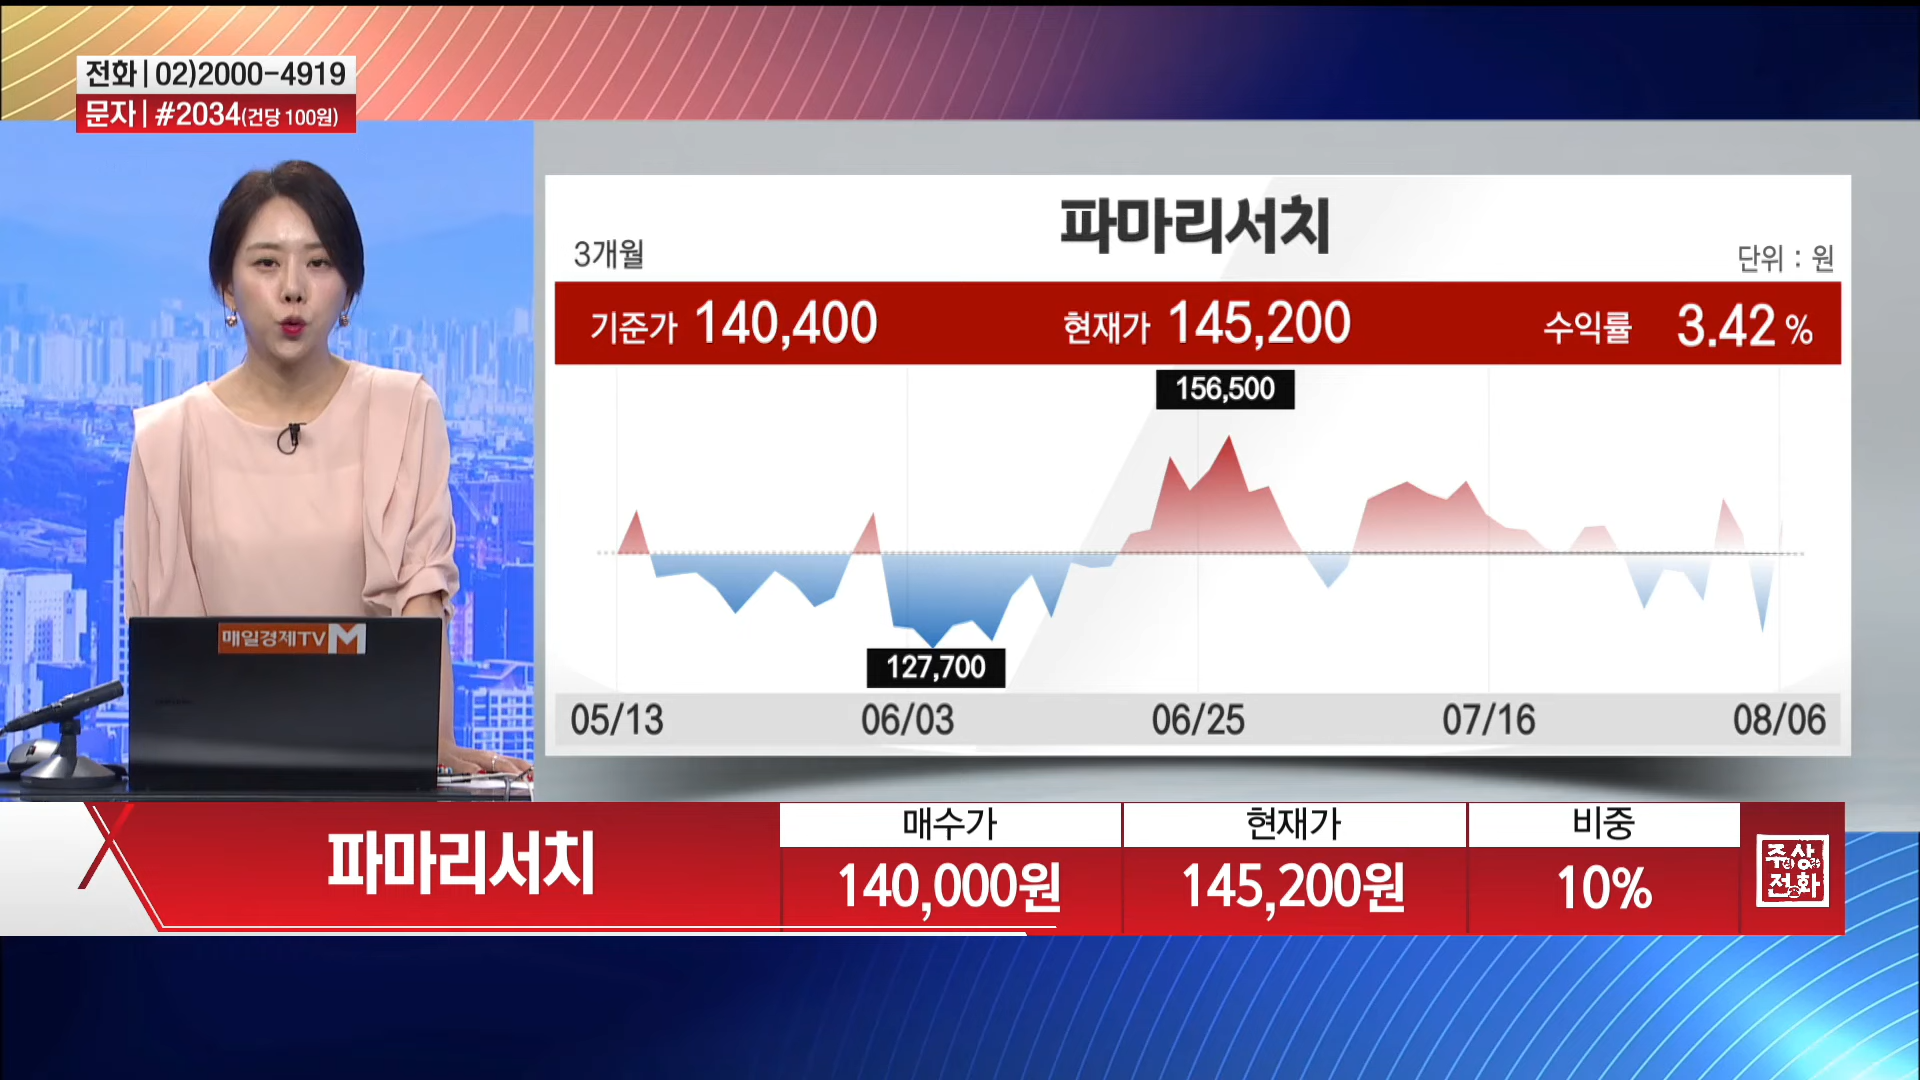 전화 | 02)2000-4919
문자 | #2034(건당 100원)
파마리서치
3개월
단위 : 원
기준가 140,400 현재가 145,200 수익률 3.42 %
156,500
127,700
05/13 06/03 06/25 07/16 08/06
매일경제TV M
파마리서치
매수가 현재가 비중
140,000원 145,200원 10%
주상
전화